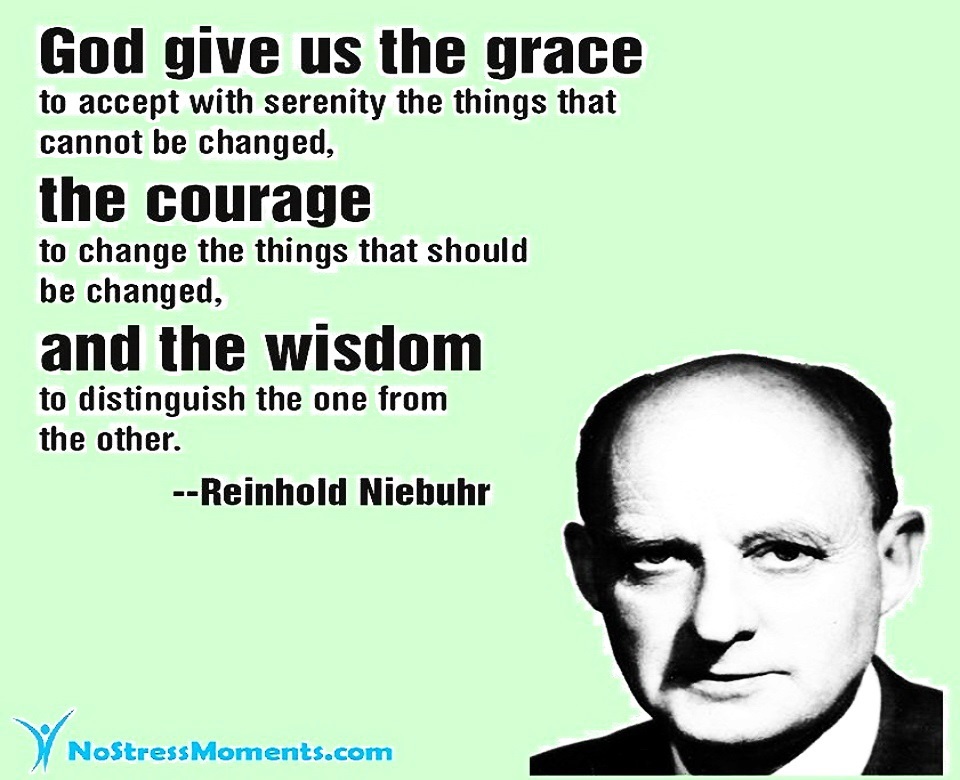 God give us the grace
to accept with serenity the things that
cannot be changed,
the courage
to change the things that should
be changed,
and the wisdom
to distinguish the one from
the other.
--Reinhold Niebuhr
NoStressMoments.com